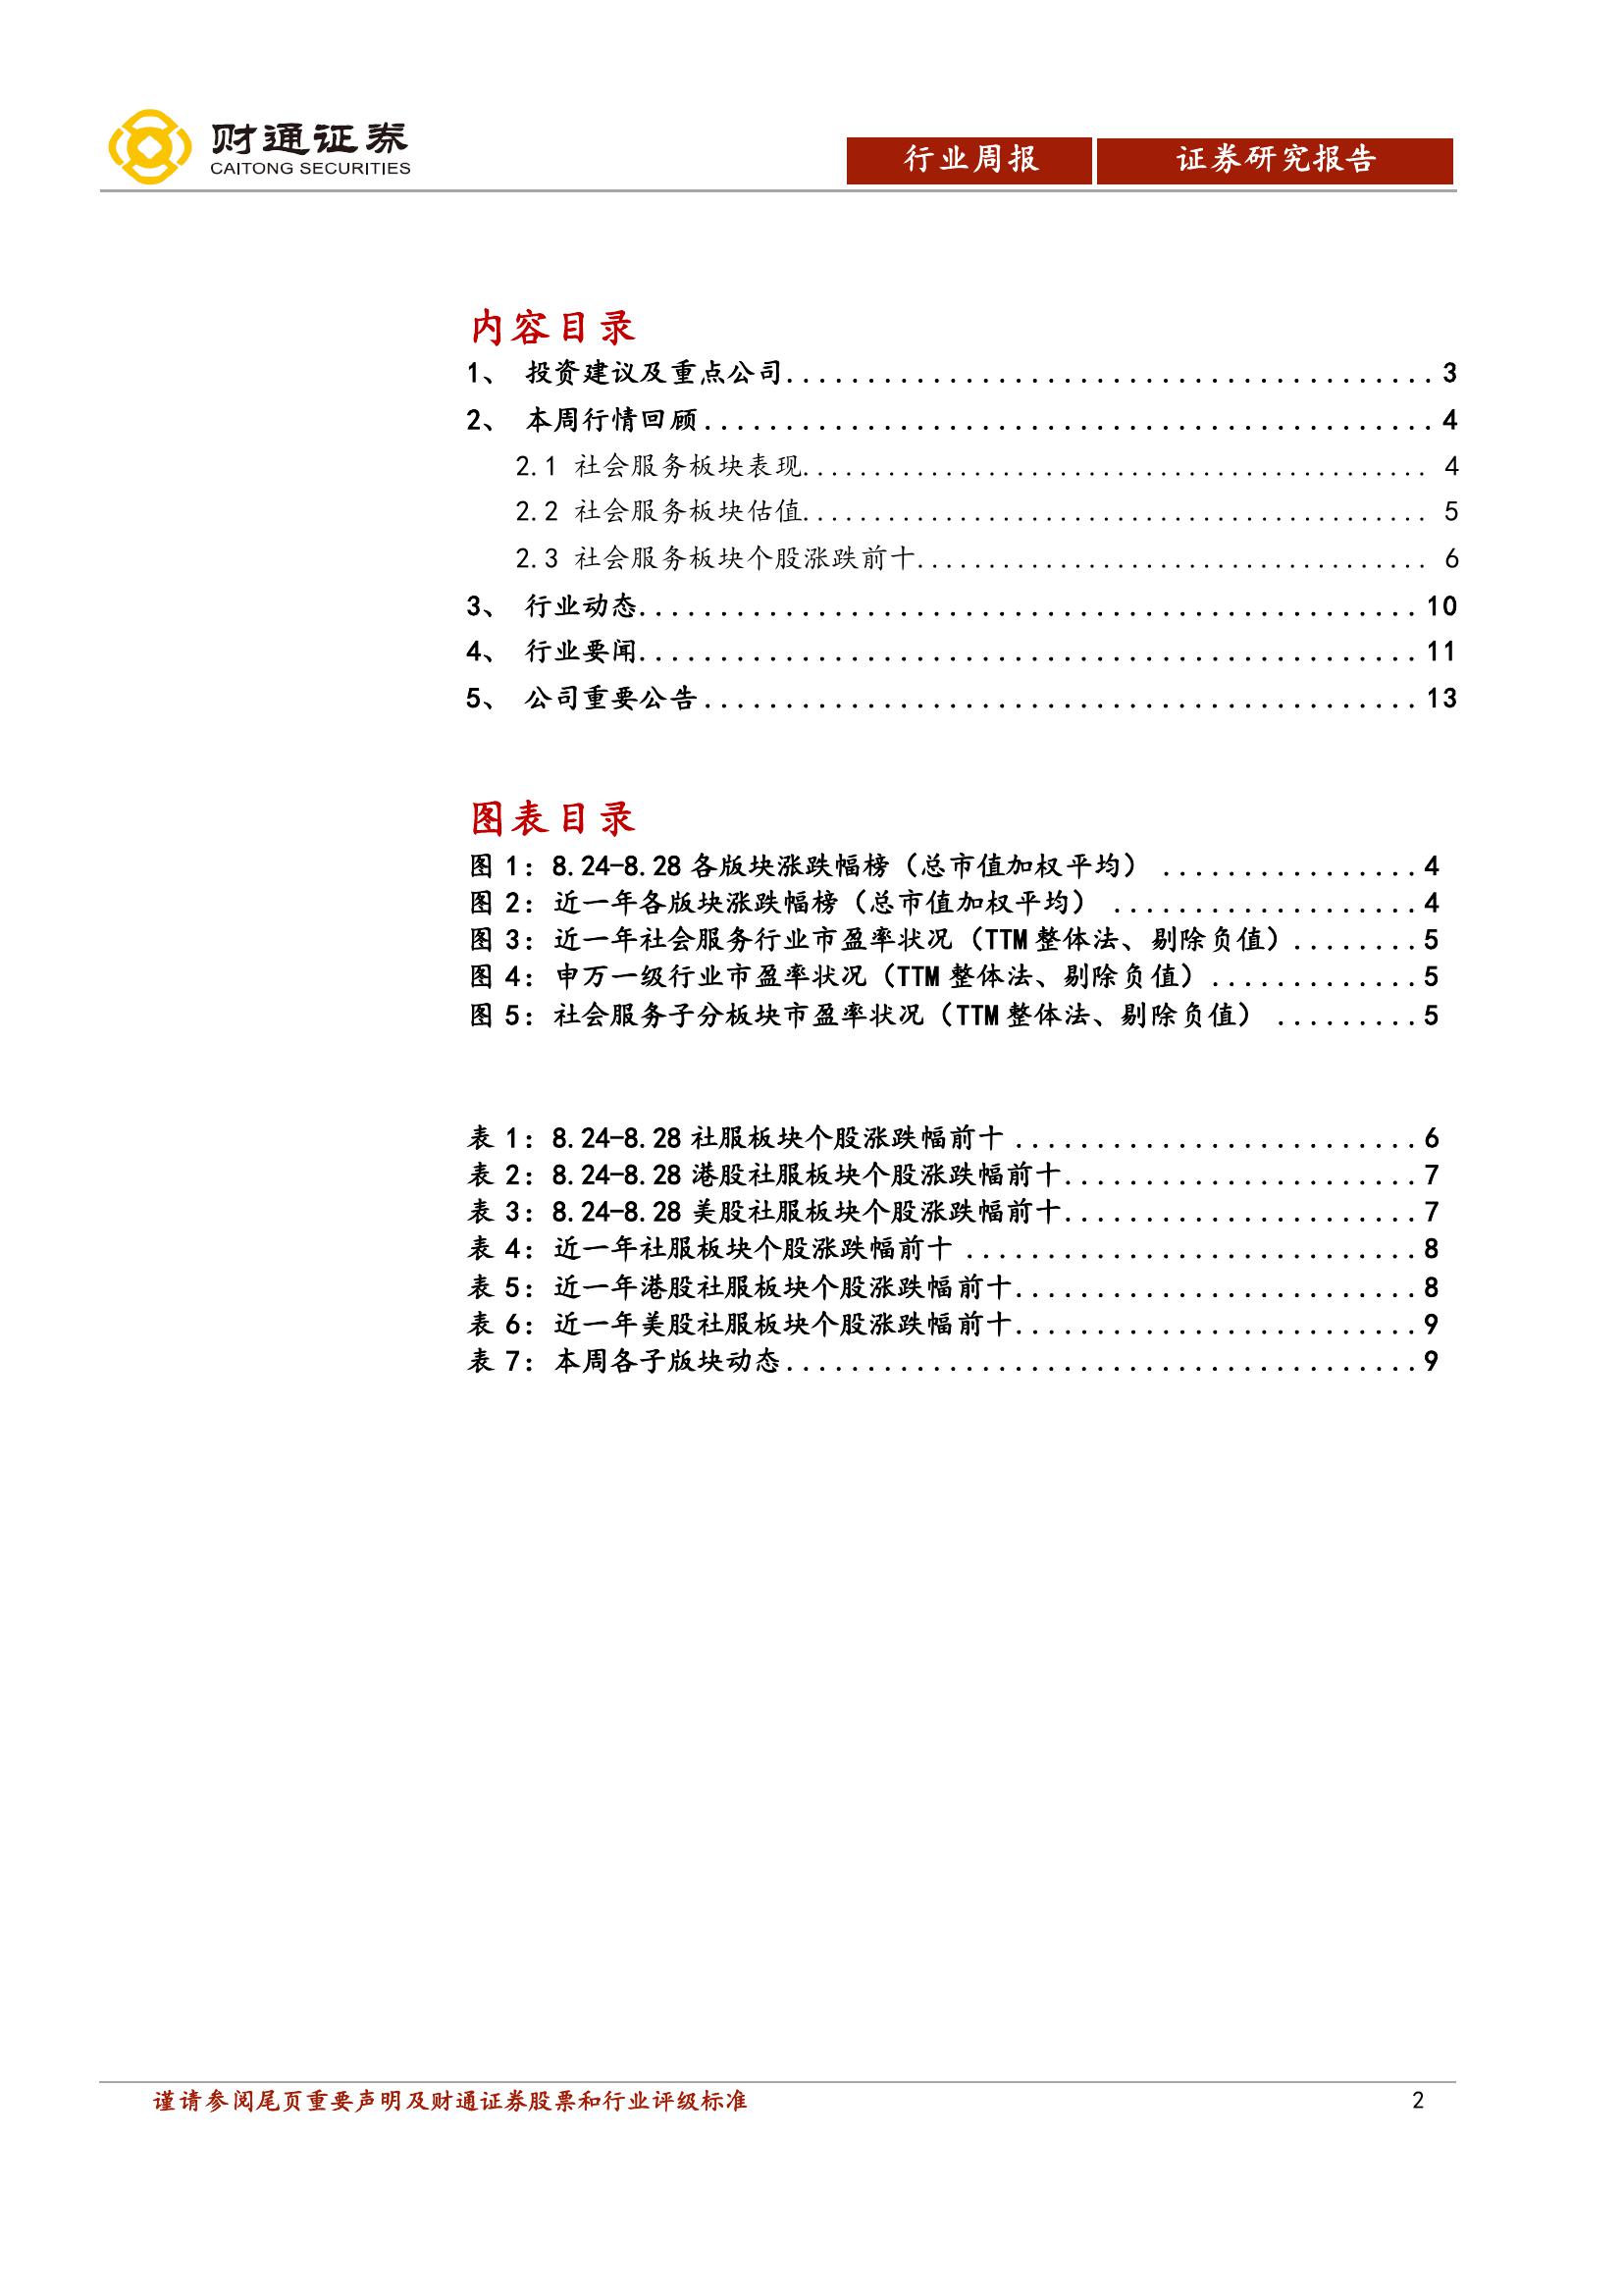 财通证券
CAITONG SECURITIES
行业周报 证券研究报告
内容目录
1、 投资建议及重点公司........................................ 3
2、 本周行情回顾............................................. 4
2.1 社会服务板块表现........................................... 4
2.2 社会服务板块估值........................................... 5
2.3 社会服务板块个股涨跌前十................................... 6
3、 行业动态................................................ 10
4、 行业要闻................................................ 11
5、 公司重要公告............................................ 13
图表目录
图 1：8.24-8.28 各版块涨跌幅榜（总市值加权平均） ................ 4
图 2：近一年各版块涨跌幅榜（总市值加权平均） ................... 4
图 3：近一年社会服务行业市盈率状况（TTM 整体法、剔除负值）........ 5
图 4：申万一级行业市盈率状况（TTM 整体法、剔除负值）............. 5
图 5：社会服务子分板块市盈率状况（TTM 整体法、剔除负值） ......... 5
表 1：8.24-8.28 社服板块个股涨跌幅前十 ......................... 6
表 2：8.24-8.28 港股社服板块个股涨跌幅前十...................... 7
表 3：8.24-8.28 美股社服板块个股涨跌幅前十...................... 7
表 4：近一年社服板块个股涨跌幅前十 ............................ 8
表 5：近一年港股社服板块个股涨跌幅前十......................... 8
表 6：近一年美股社服板块个股涨跌幅前十......................... 9
表 7：本周各子版块动态....................................... 9
谨请参阅尾页重要声明及财通证券股票和行业评级标准 2